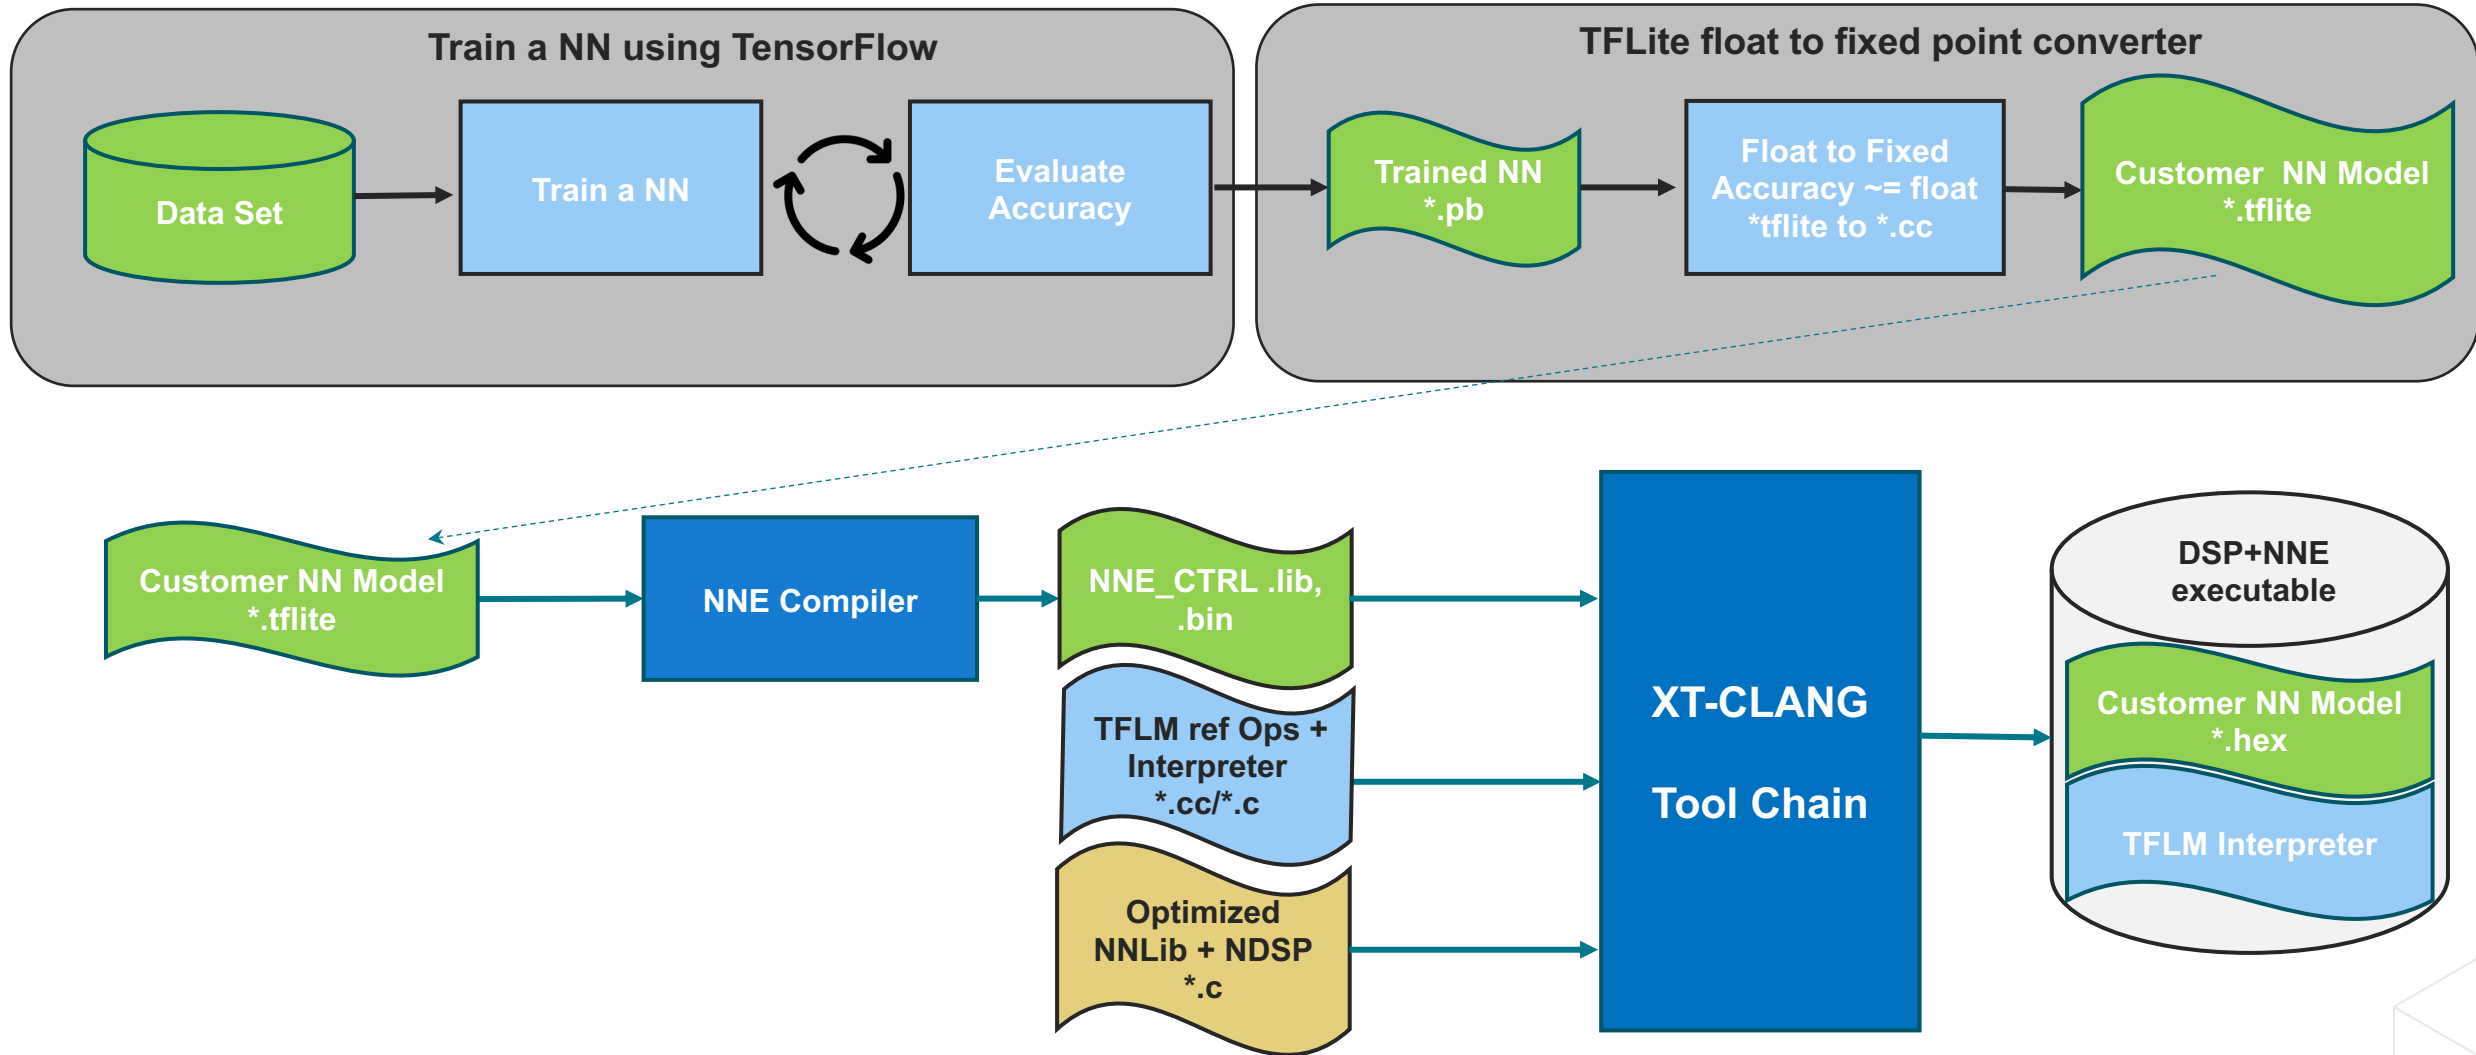 Train a NN using TensorFlow
TFLite float to fixed point converter
Data Set
Train a NN
Evaluate
Accuracy
Trained NN
*.pb
Float to Fixed
Accuracy ~= float
*tflite to *.cc
Customer  NN Model
*.tflite
Customer NN Model
*.tflite
NNE Compiler
NNE_CTRL .lib,
.bin
TFLM ref Ops +
Interpreter
*.cc/*.c
Optimized
NNLib + NDSP
*.c
XT-CLANG
Tool Chain
DSP+NNE
executable
Customer NN Model
*.hex
TFLM Interpreter